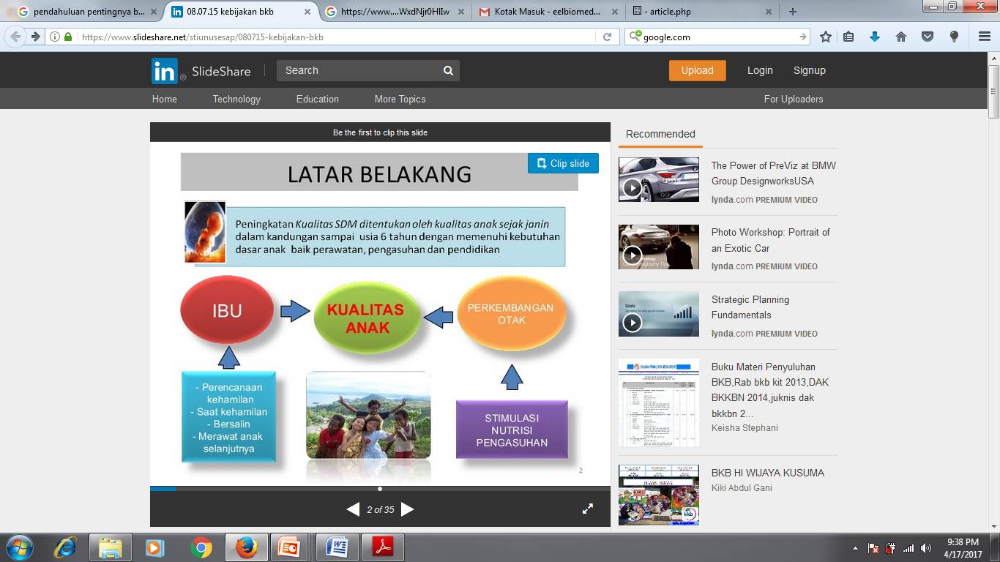 pendahuluan pentingnya b...
08.07.15 kebijakan bkb
https://www....WxdNjr0HIIw
Kotak Masuk - eelbiomed...
- article.php
https://www.slideshare.net/stiunusesap/080715-kebijakan-bkb
google.com
in SlideShare
Search
Upload
Login
Signup
Home
Technology
Education
More Topics
For Uploaders
Be the first to clip this slide
Clip slide
LATAR BELAKANG
Peningkatan Kualitas SDM ditentukan oleh kualitas anak sejak janin
dalam kandungan sampai usia 6 tahun dengan memenuhi kebutuhan
dasar anak baik perawatan, pengasuhan dan pendidikan
IBU
KUALITAS
ANAK
PERKEMBANGAN
OTAK
- Perencanaan
kehamilan
- Saat kehamilan
- Bersalin
- Merawat anak
selanjutnya
STIMULASI
NUTRISI
PENGASUHAN
2
2 of 35
Recommended
The Power of PreViz at BMW
Group DesignworksUSA
lynda.com PREMIUM VIDEO
Photo Workshop: Portrait of
an Exotic Car
lynda.com PREMIUM VIDEO
Strategic Planning
Fundamentals
lynda.com PREMIUM VIDEO
Buku Materi Penyuluhan
BKB,Rab bkb kit 2013,DAK
BKKBN 2014,juknis dak
bkkbn 2...
Keisha Stephani
BKB HI WIJAYA KUSUMA
Kiki Abdul Gani
9:38 PM
4/17/2017